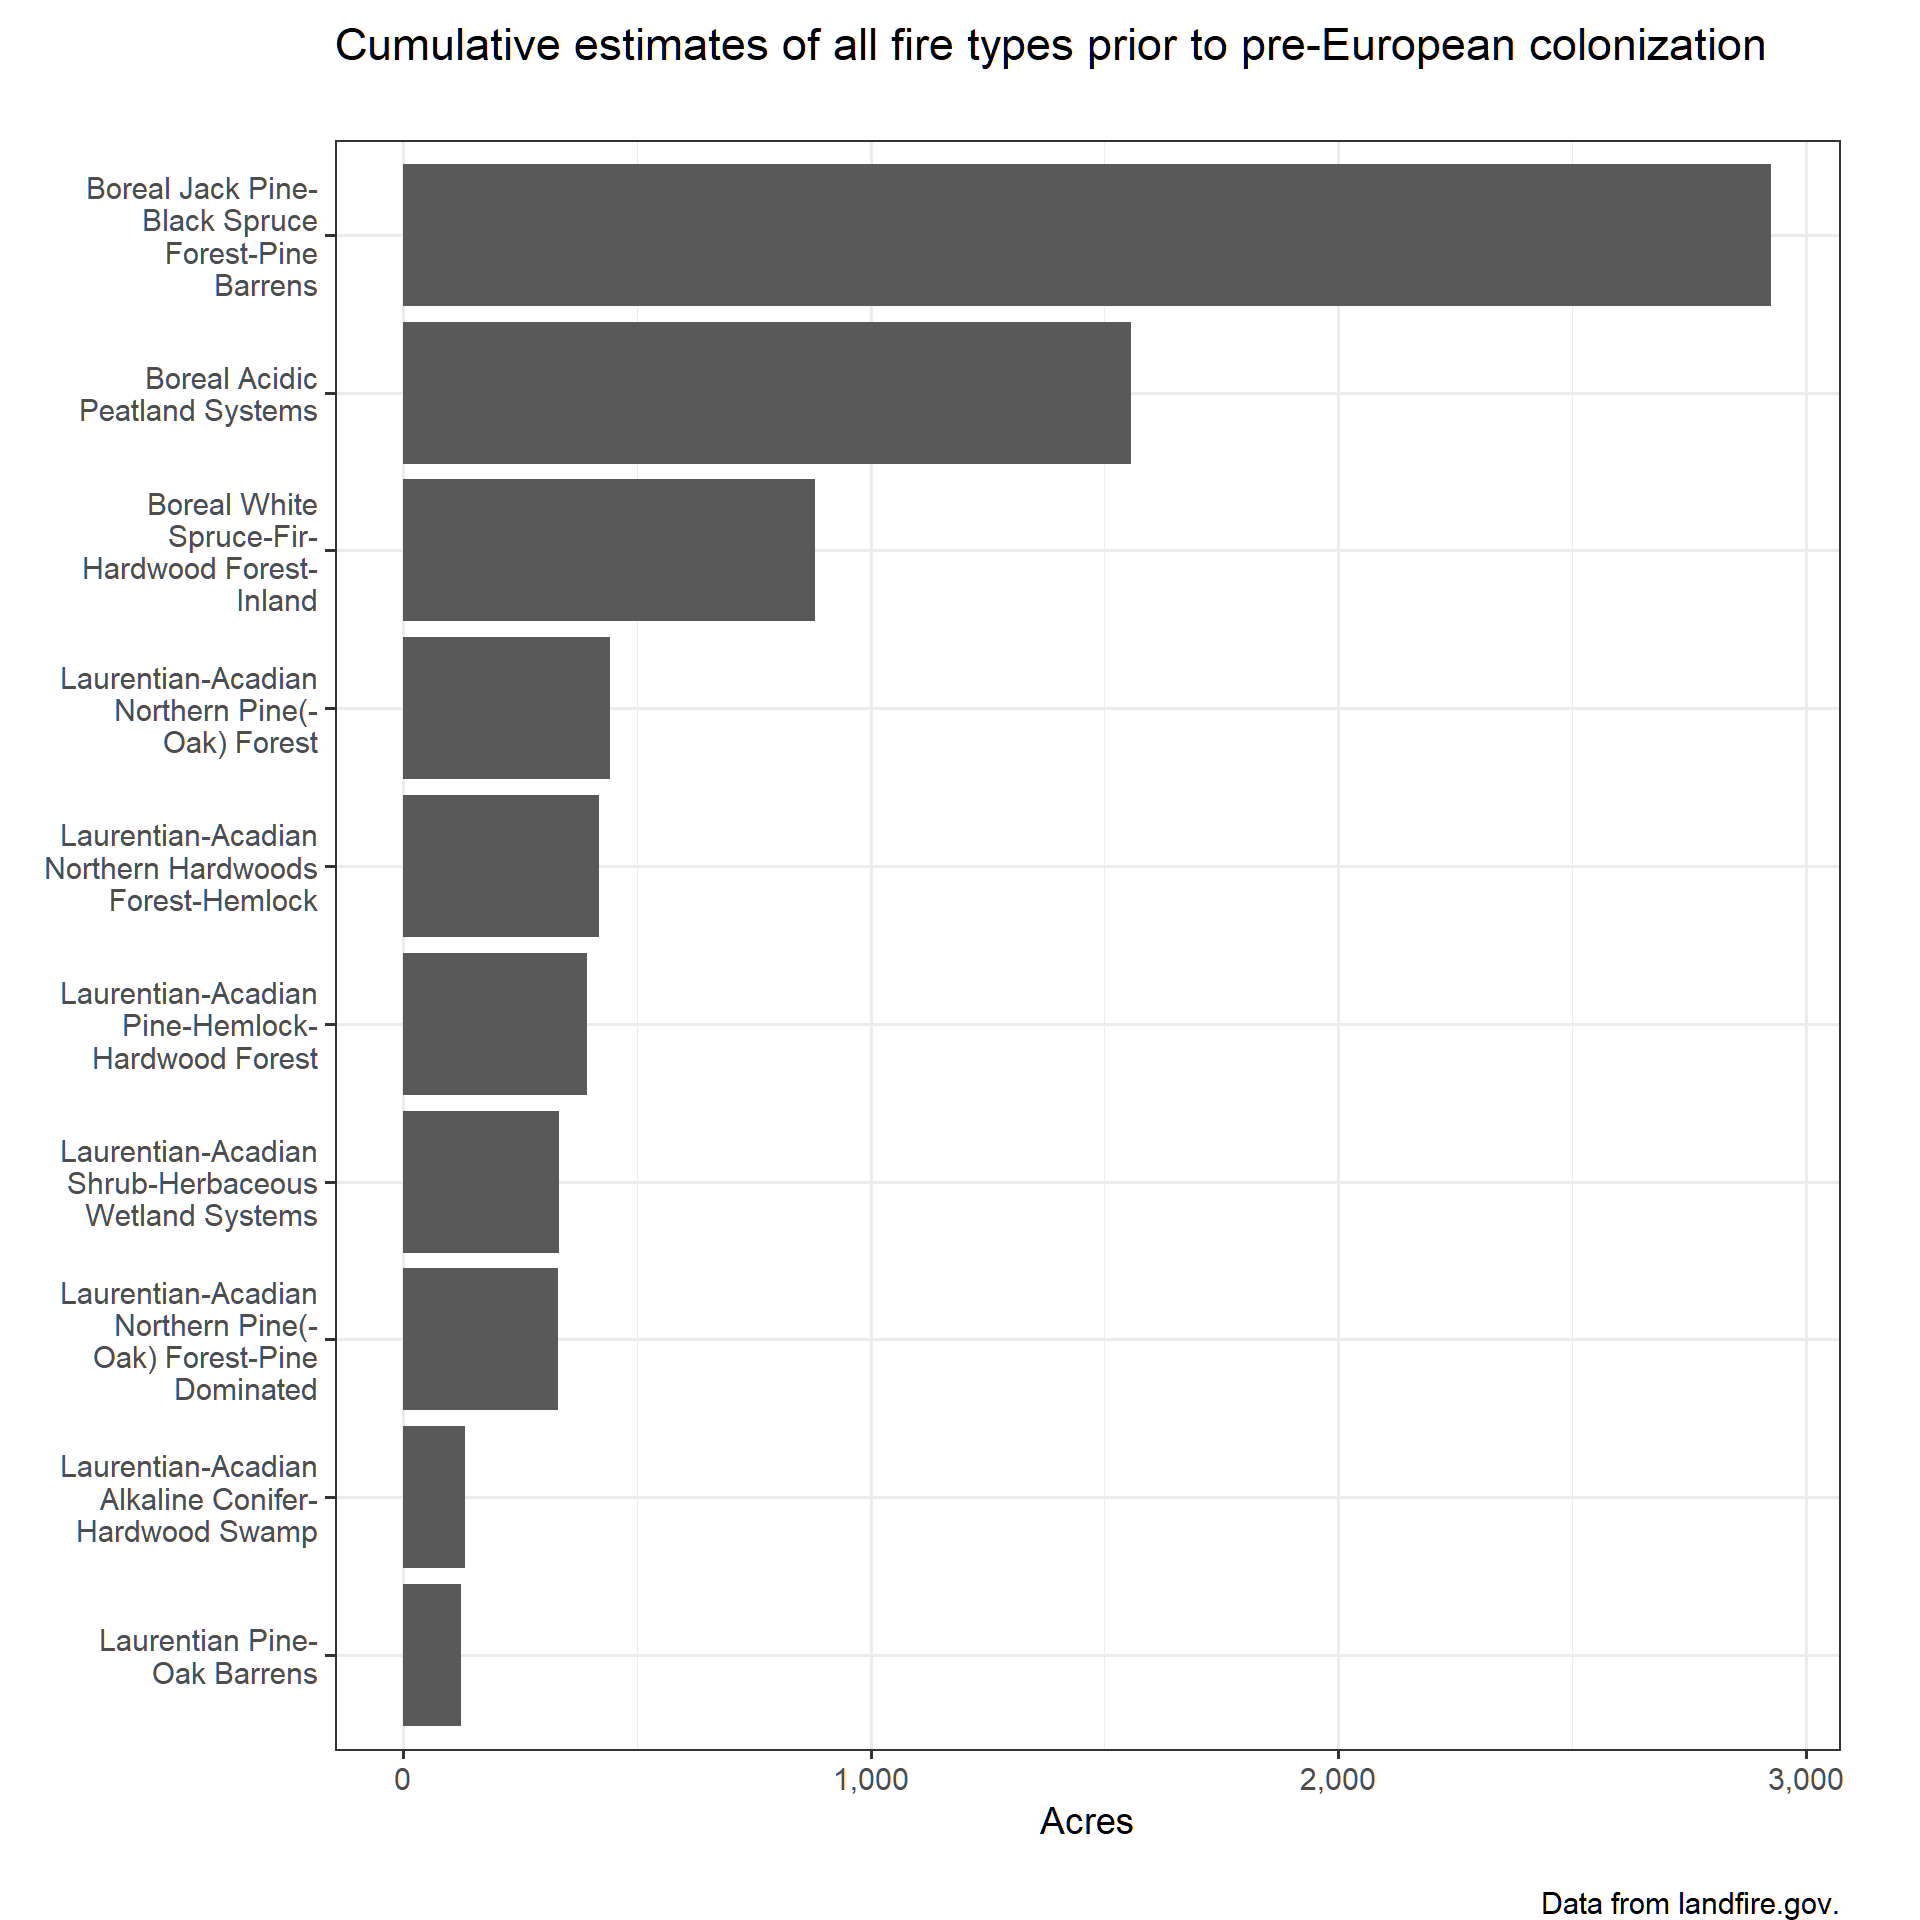 Cumulative estimates of all fire types prior to pre-European colonization
Boreal Jack Pine-
Black Spruce
Forest-Pine
Barrens
Boreal Acidic
Peatland Systems
Boreal White
Spruce-Fir-
Hardwood Forest-
Inland
Laurentian-Acadian
Northern Pine(-
Oak) Forest
Laurentian-Acadian
Northern Hardwoods
Forest-Hemlock
Laurentian-Acadian
Pine-Hemlock-
Hardwood Forest
Laurentian-Acadian
Shrub-Herbaceous
Wetland Systems
Laurentian-Acadian
Northern Pine(-
Oak) Forest-Pine
Dominated
Laurentian-Acadian
Alkaline Conifer-
Hardwood Swamp
Laurentian Pine-
Oak Barrens
0 1,000 2,000 3,000
Acres
Data from landfire.gov.